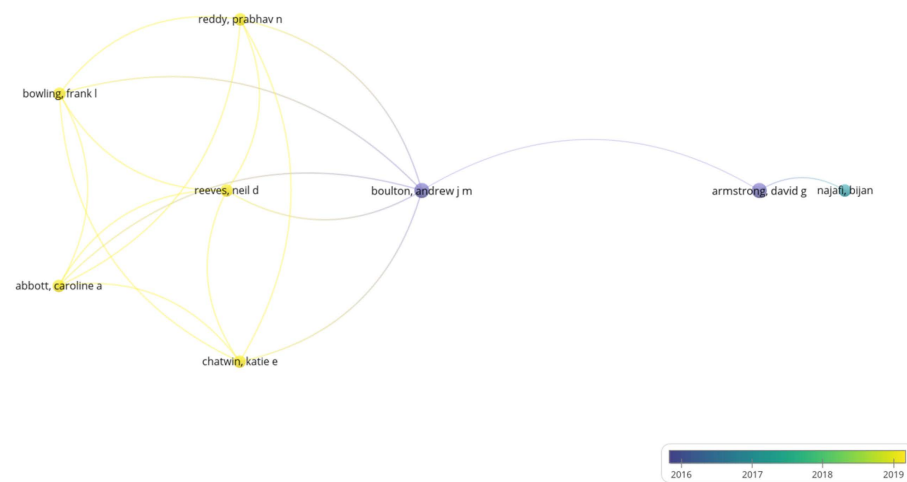 reddy, prabhav n
bowling, frank l
reeves, neil d
boulton, andrew j m
armstrong, david g
najafi, bijan
abbott, caroline a
chatwin, katie e
2016
2017
2018
2019